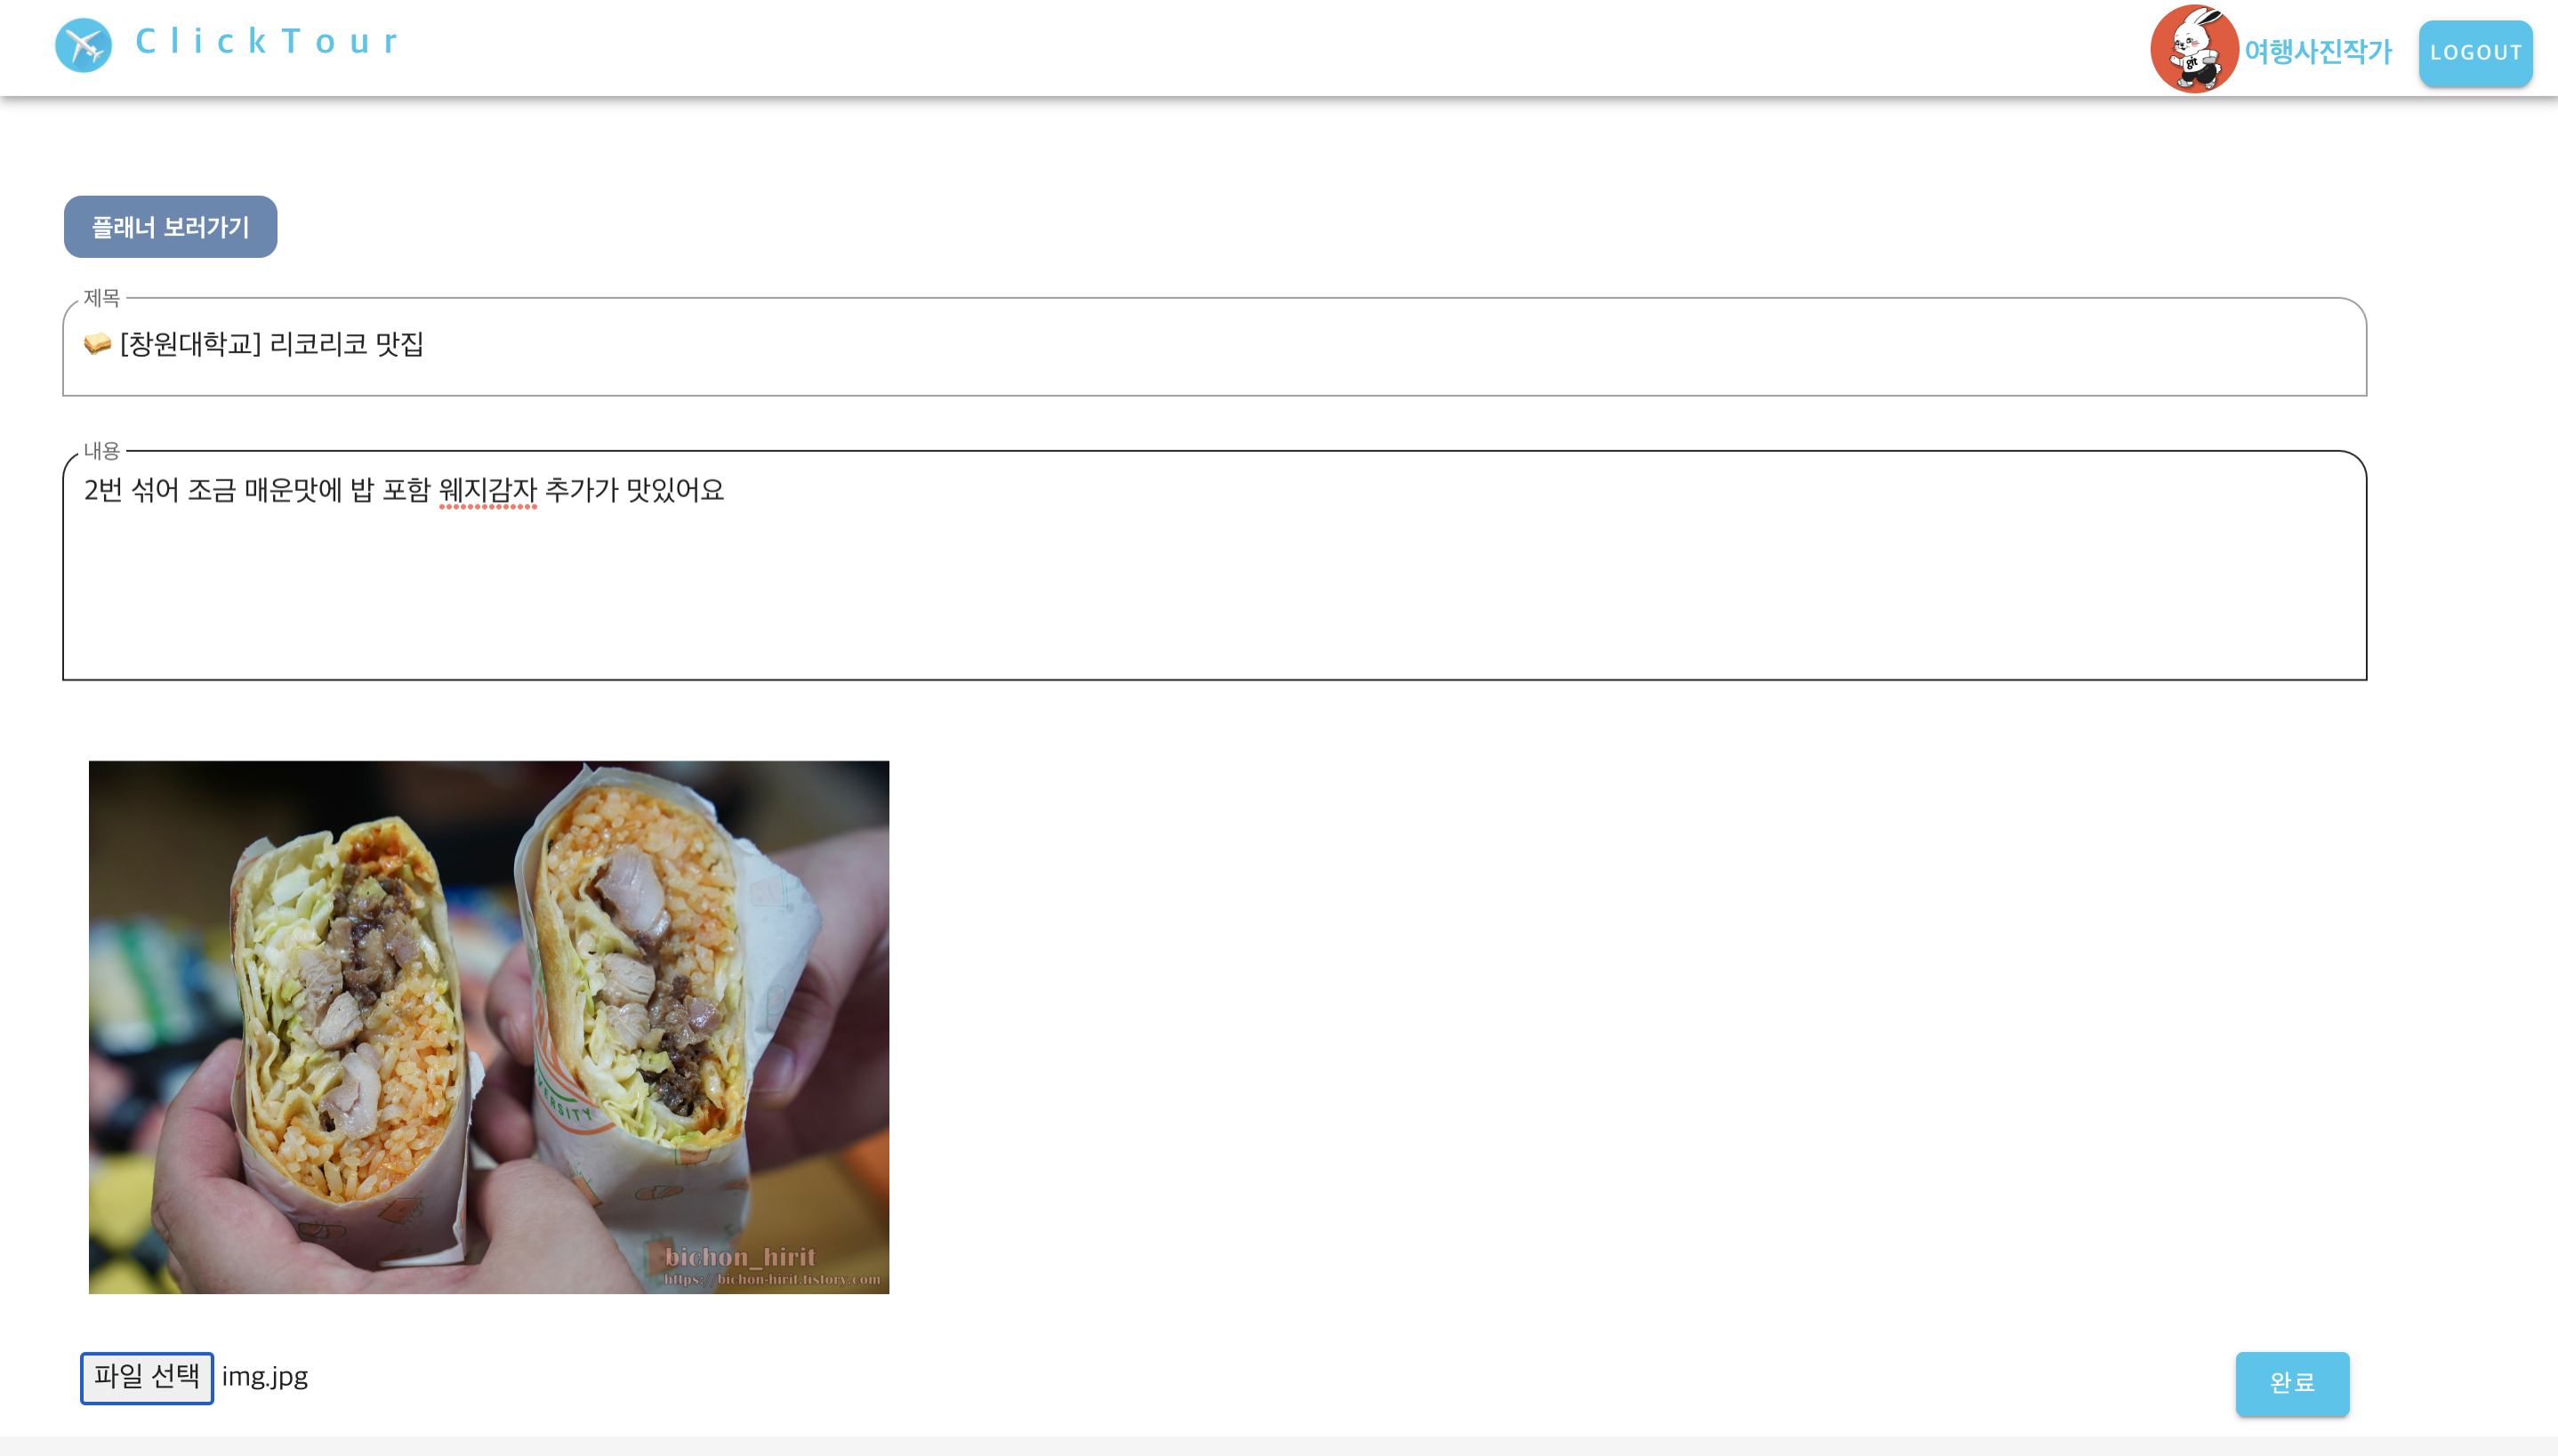 ClickTour
git
여행사진작가
LOGOUT
플래너 보러가기
제목
🥪 [창원대학교] 리코리코 맛집
내용
2번 섞어 조금 매운맛에 밥 포함 웨지감자 추가가 맛있어요
ERSITY
bichon_hirit
https://bichon-hirit.tistory.com
파일 선택 img.jpg
완료